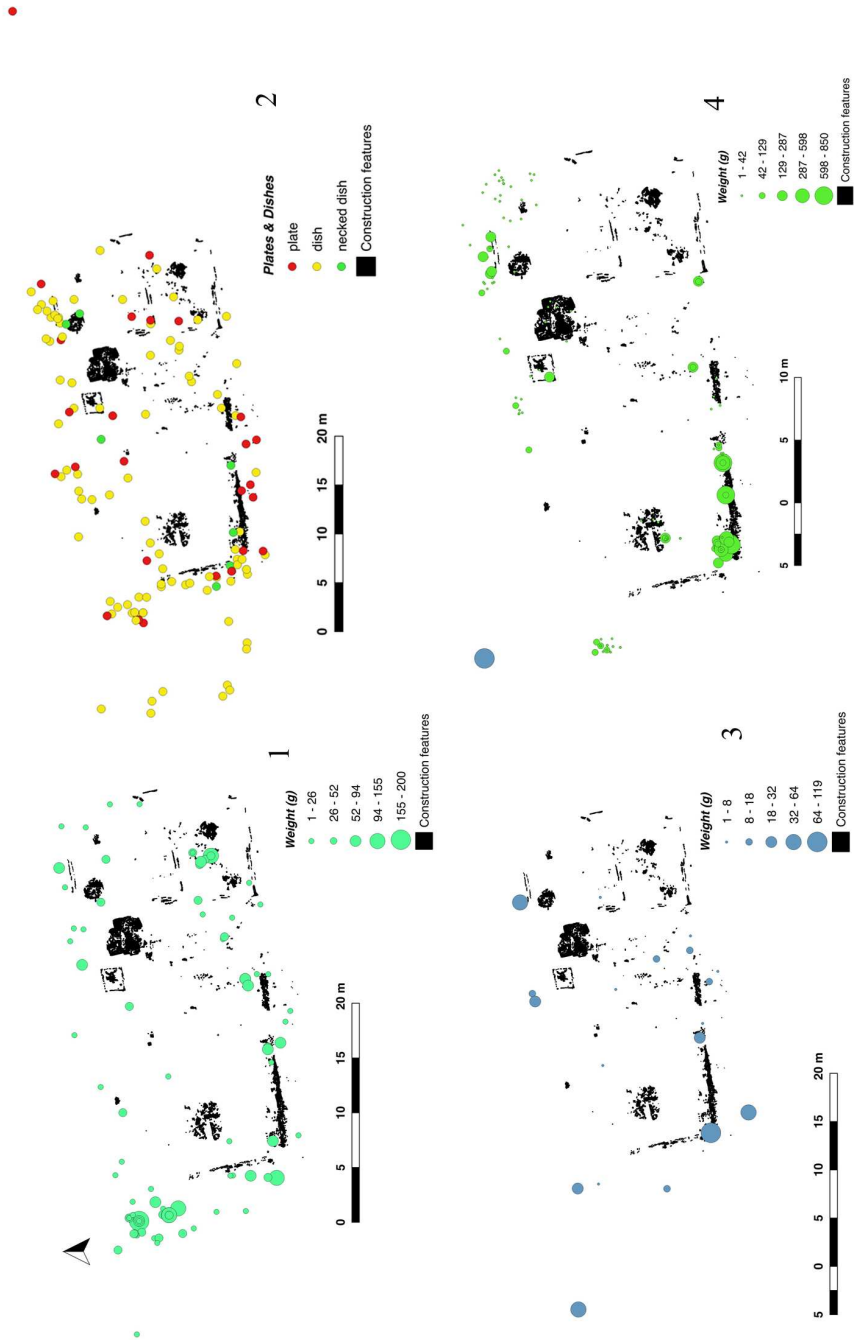 1
Weight (g)
1 - 26
26 - 52
52 - 94
94 - 155
155 - 200
Construction features
0 5 10 15 20 m
2
Plates & Dishes
plate
dish
necked dish
Construction features
0 5 10 15 20 m
3
Weight (g)
1 - 8
8 - 18
18 - 32
32 - 64
64 - 119
Construction features
5 0 5 10 15 20 m
4
Weight (g)
1 - 42
42 - 129
129 - 287
287 - 598
598 - 850
Construction features
5 0 5 10 m